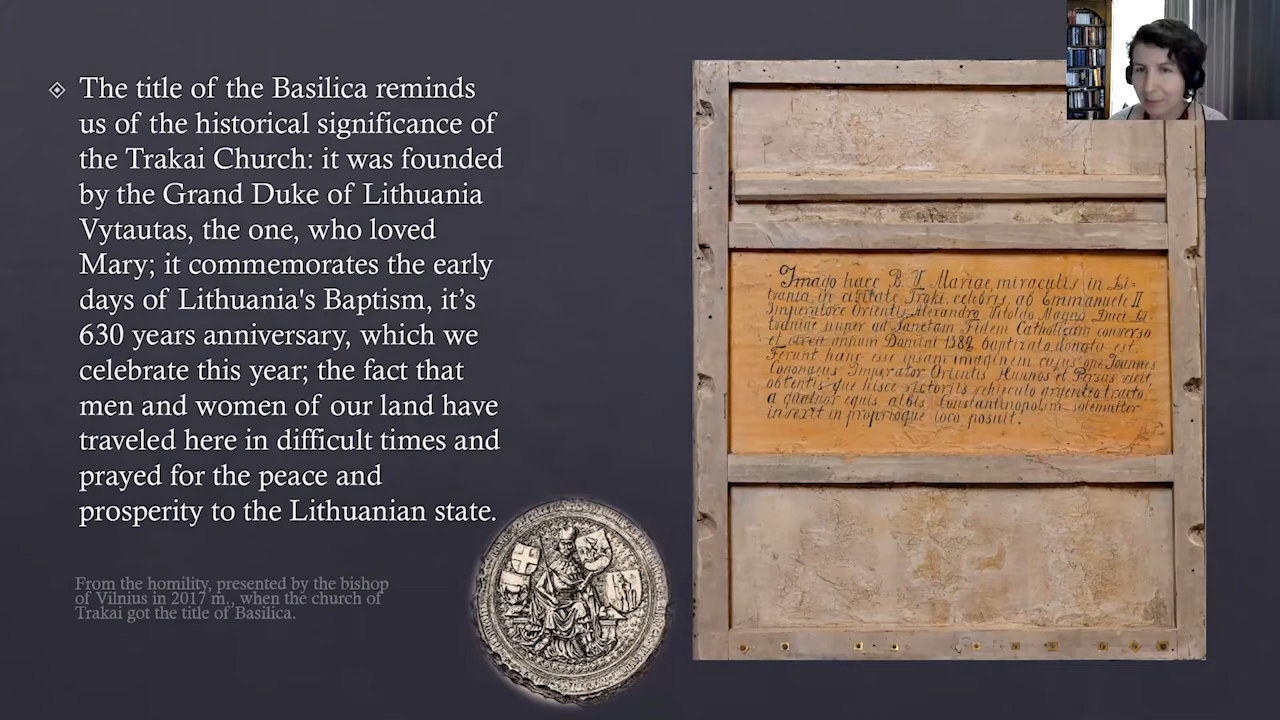 The title of the Basilica reminds
us of the historical significance of
the Trakai Church: it was founded
by the Grand Duke of Lithuania
Vytautas, the one, who loved
Mary; it commemorates the early
days of Lithuania's Baptism, it’s
630 years anniversary, which we
celebrate this year; the fact that
men and women of our land have
traveled here in difficult times and
prayed for the peace and
prosperity to the Lithuanian state.
From the homility, presented by the bishop
of Vilnius in 2017 m., when the church of
Trakai got the title of Basilica.
Imago haec B. V Mariae miraculis in Li-
tvania in civitate Troki celebris, ab Emmanuele II
Imperatore Orientis Alexandro Vitoldo Magno Duci Li
tvaniae nuper ad Sanctam Fidem Catholicam converso
et circa annum Domini 1382 baptizato donata est.
Ferunt hanc esse ipsam imaginem cujus ope Joannes
Imperator Orientis Hunnos et Persas vicit,
obtentis que hisce victoriis vehiculo argenteo tracto,
a quatuor equis albis Constantinopolim solemniter
invexit in proprioque loco posuit.